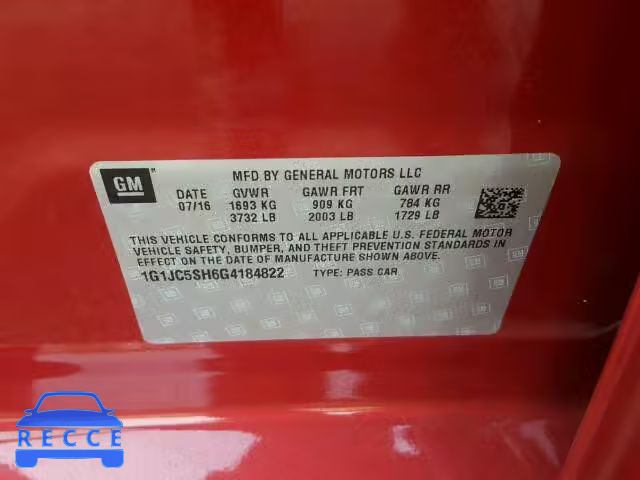 GM
MFD BY GENERAL MOTORS LLC
DATE GVWR GAWR FRT GAWR RR
07/16 1693 KG 909 KG 784 KG
3732 LB 2003 LB 1729 LB
THIS VEHICLE CONFORMS TO ALL APPLICABLE U.S. FEDERAL MOTOR
VEHICLE SAFETY, BUMPER, AND THEFT PREVENTION STANDARDS IN
EFFECT ON THE DATE OF MANUFACTURE SHOWN ABOVE.
1G1JC5SH6G4184822 TYPE: PASS CAR
RECCE